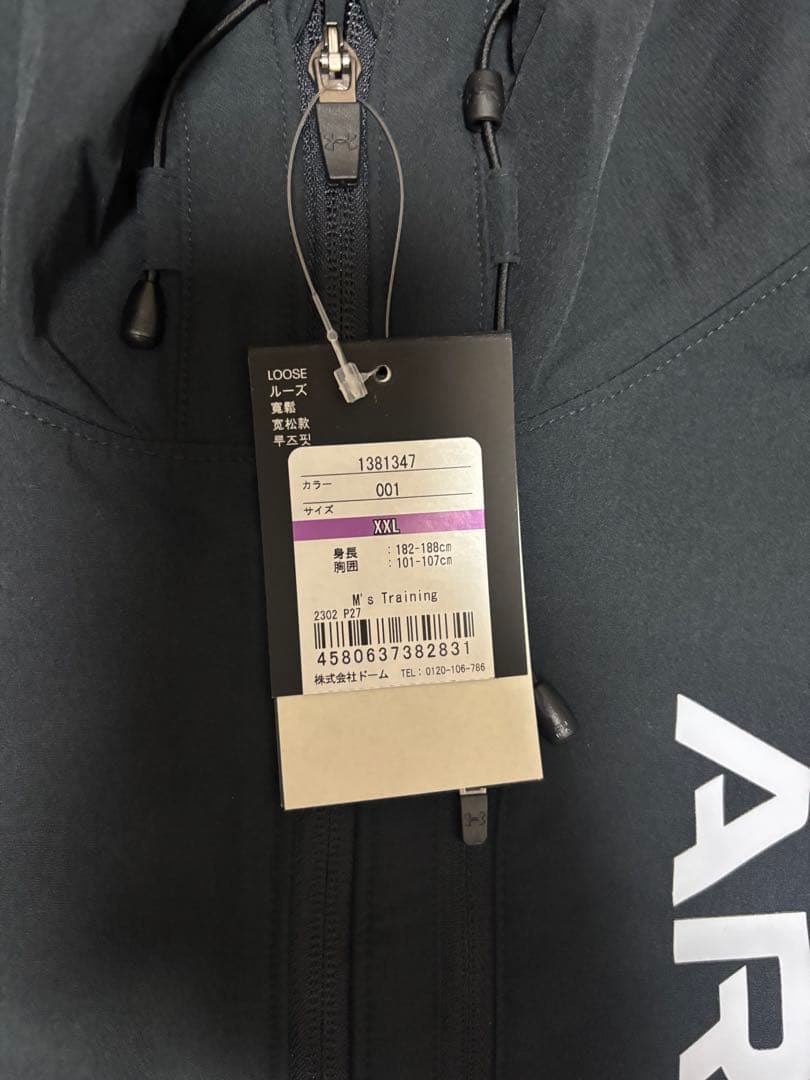 LOOSE
ルーズ
寬鬆
宽松款
루즈핏
1381347
カラー
001
サイズ
XXL
身長 : 182-188cm
胸囲 : 101-107cm
M's Training
2302 P27
4580637382831
株式会社ドーム TEL: 0120-106-786
AR